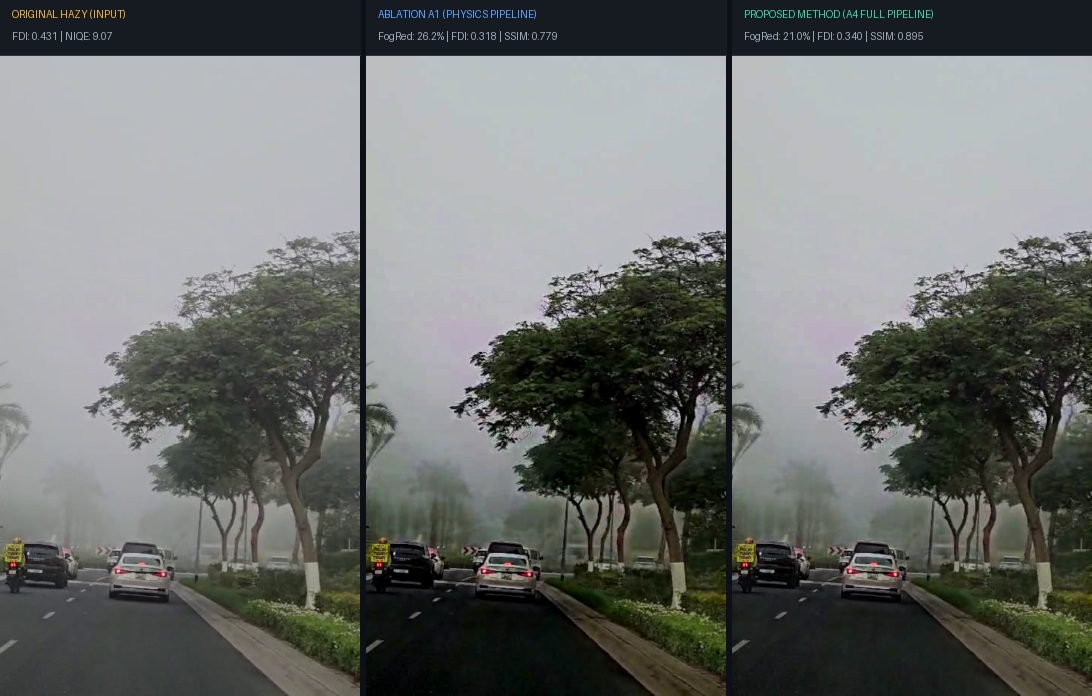 ORIGINAL HAZY (INPUT)
FDI: 0.431 | NIQE: 9.07
ABLATION A1 (PHYSICS PIPELINE)
FogRed: 26.2% | FDI: 0.318 | SSIM: 0.779
PROPOSED METHOD (A4 FULL PIPELINE)
FogRed: 21.0% | FDI: 0.340 | SSIM: 0.895